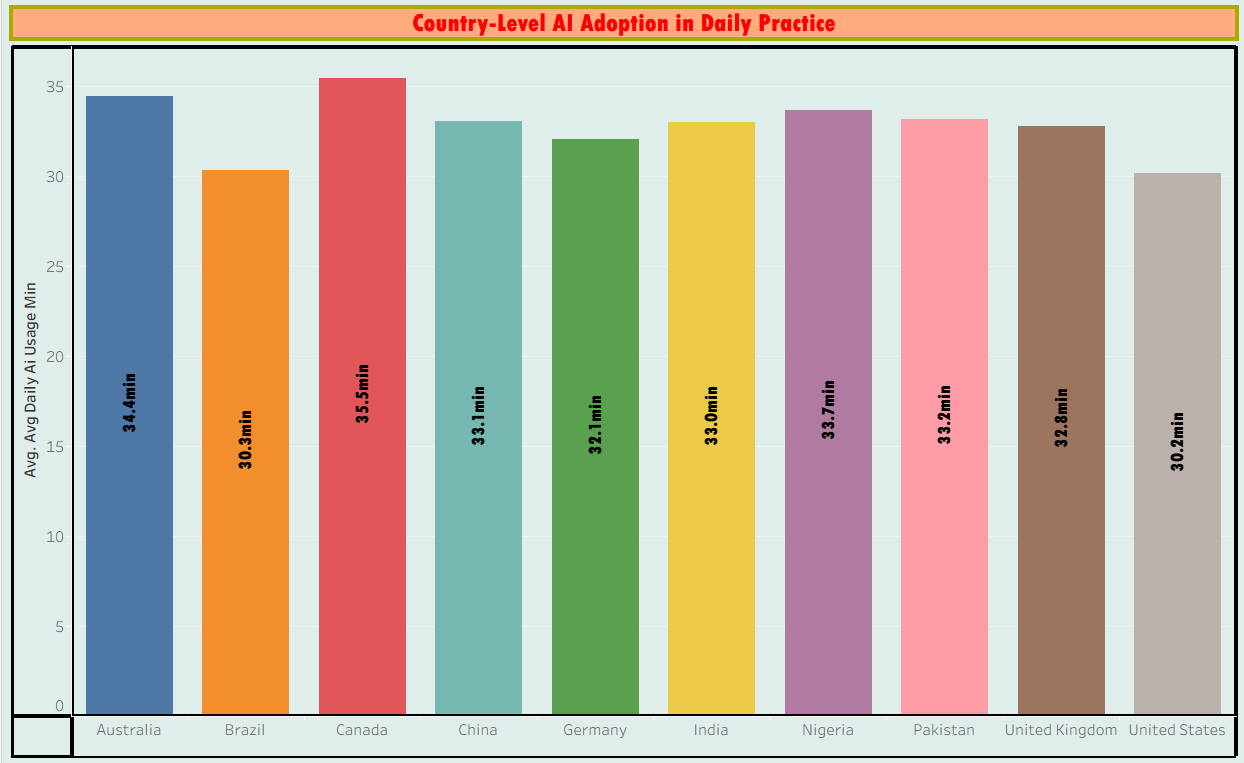 Country-Level AI Adoption in Daily Practice
Avg. Avg Daily Ai Usage Min
35
30
25
20
15
10
5
0
34.4min
30.3min
35.5min
33.1min
32.1min
33.0min
33.7min
33.2min
32.8min
30.2min
Australia
Brazil
Canada
China
Germany
India
Nigeria
Pakistan
United Kingdom
United States